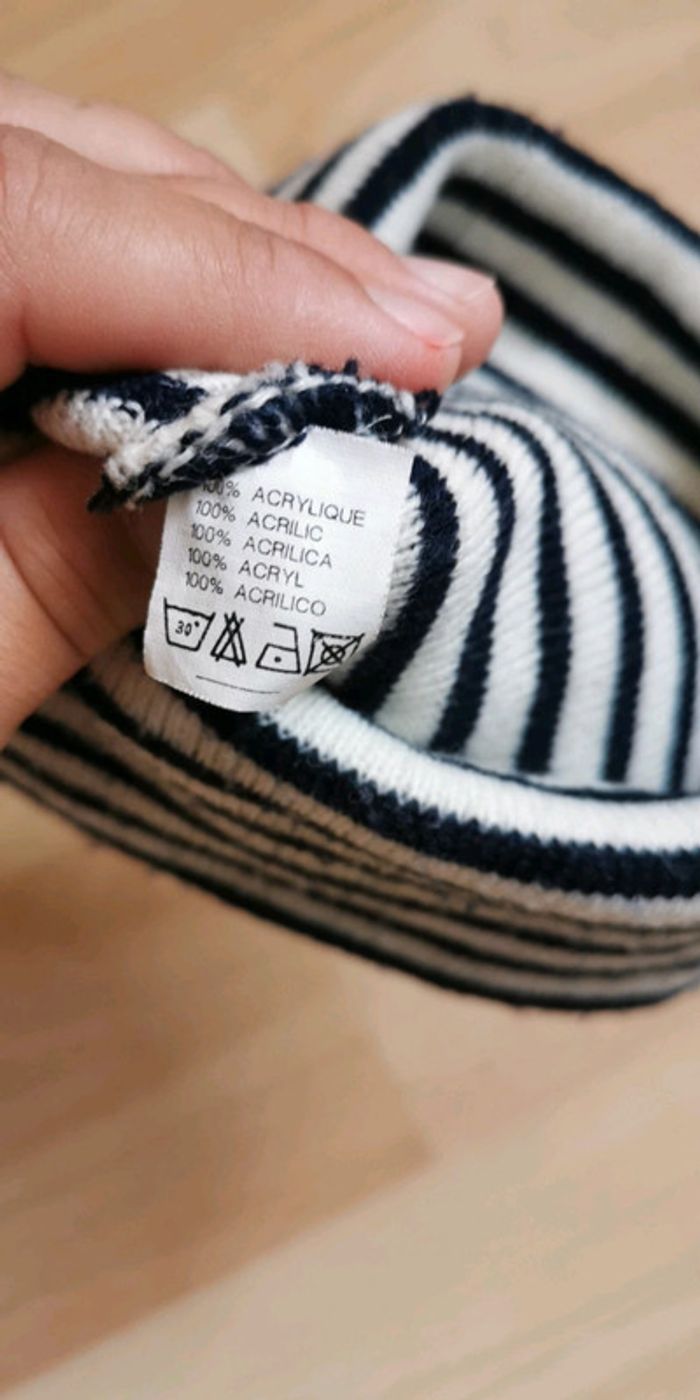 100% ACRYLIQUE
100% ACRILIC
100% ACRILICA
100% ACRYL
100% ACRILICO
30°